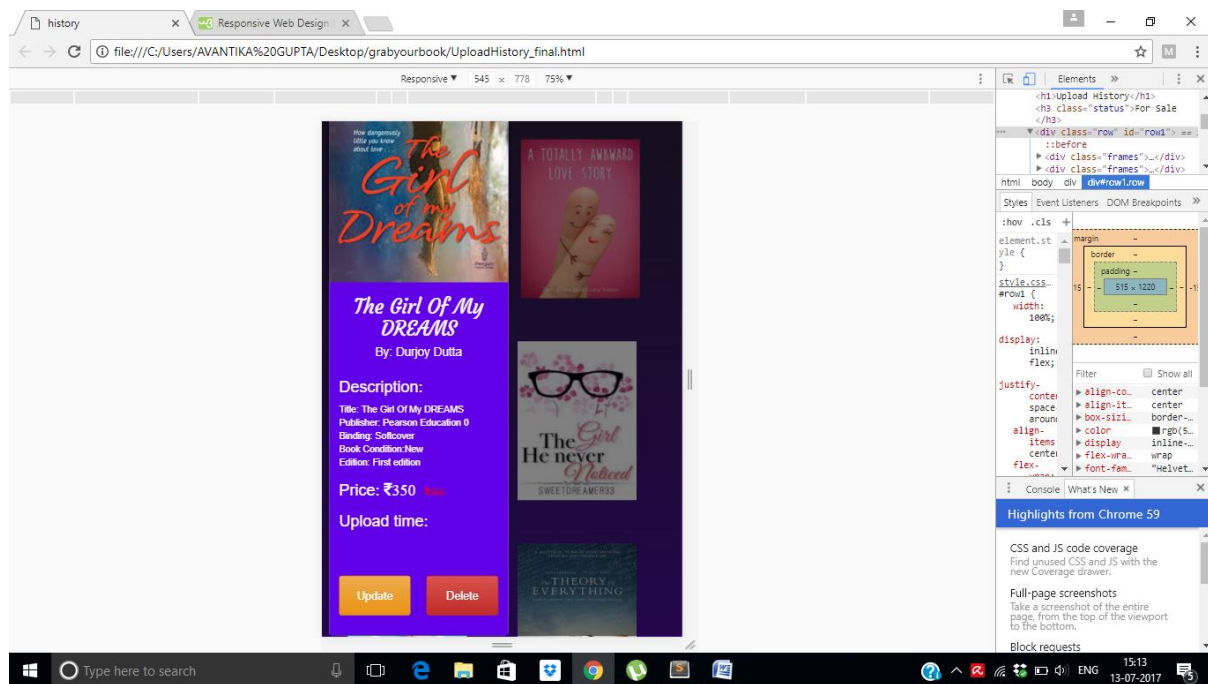 history
Responsive Web Design
file:///C:/Users/AVANTIKA%20GUPTA/Desktop/grabyourbook/UploadHistory_final.html
M
Responsive ▼ 545 × 778 75% ▼
Elements »
<h1>Upload History</h1>
<h3 class="status">For Sale
</h3>
▼<div class="row" id="row1"> ==
::before
▶<div class="frames">…</div>
▶<div class="frames">…</div>
html body div div#row1.row
Styles Event Listeners DOM Breakpoints »
:hov .cls +
element.st
yle {
}
style.css…
#row1 {
width:
100%;
display:
inlin
flex;
justify-
conter
space-
aroun
align-
items
center
flex-
margin -
border -
padding -
15 - - 515 × 1220 - -
Filter Show all
▶ align-co… center
▶ align-it… center
▶ box-sizi… border-…
▶ color rgb(5…
▶ display inline-…
▶ flex-wra… wrap
▶ font-fam… "Helvet…
Console What's New ×
Highlights from Chrome 59
CSS and JS code coverage
Find unused CSS and JS with the
new Coverage drawer.
Full-page screenshots
Take a screenshot of the entire
page, from the top of the viewport
to the bottom.
Block requests
How dangerously
little you know
about love . . .
The
Girl
of my
Dreams
The Girl Of My
DREAMS
By: Durjoy Dutta
Description:
Title: The Girl Of My DREAMS
Publisher: Pearson Education 0
Binding: Softcover
Book Condition:New
Edition: First edition
Price: ₹350
Upload time:
Update Delete
A TOTALLY AWKWARD
LOVE STORY
The Girl
He never
Noticed
SWEETDREAMER33
The THEORY of
EVERYTHING
Type here to search
ENG
15:13
13-07-2017
5